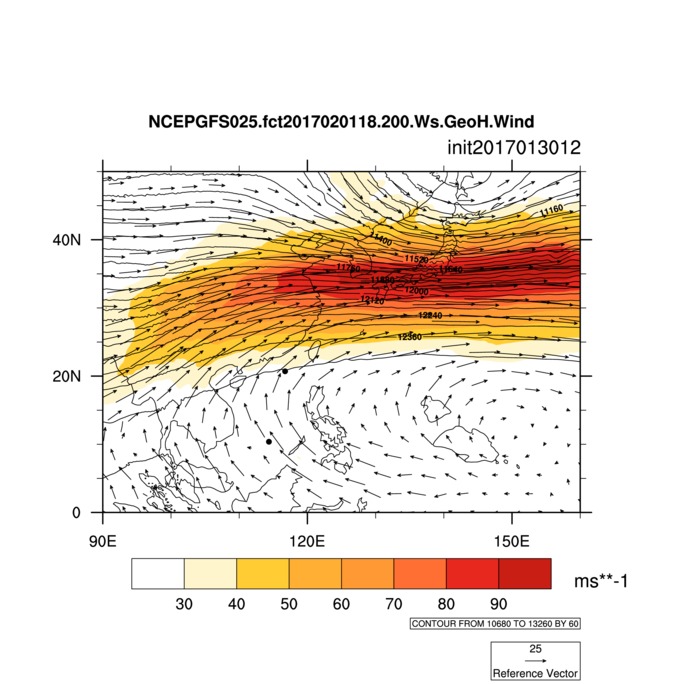 NCEPGFS025.fct2017020118.200.Ws.GeoH.Wind
init2017013012
11160
40N
11400
11520
11640
11760
11880
12000
12120
12240
12360
20N
0
90E 120E 150E
ms**-1
30 40 50 60 70 80 90
CONTOUR FROM 10680 TO 13260 BY 60
25
Reference Vector